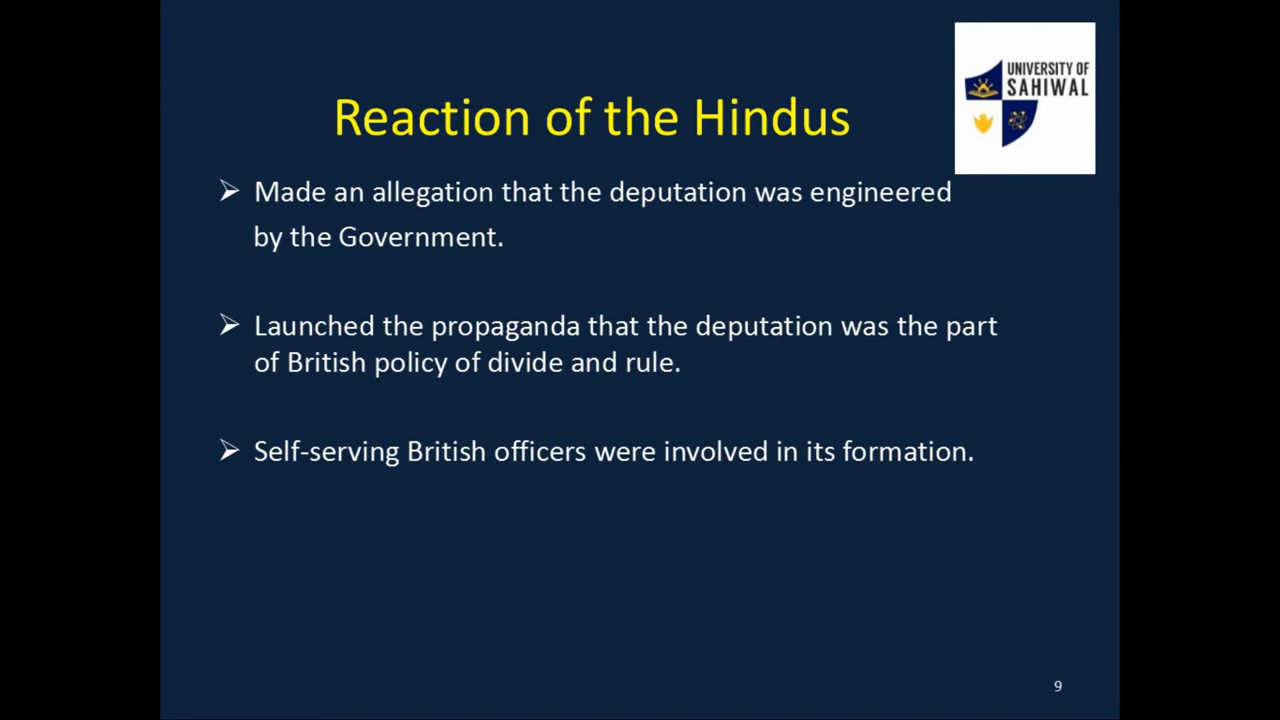 UNIVERSITY OF
SAHIWAL
Reaction of the Hindus
➢ Made an allegation that the deputation was engineered
by the Government.
➢ Launched the propaganda that the deputation was the part
of British policy of divide and rule.
➢ Self-serving British officers were involved in its formation.
9